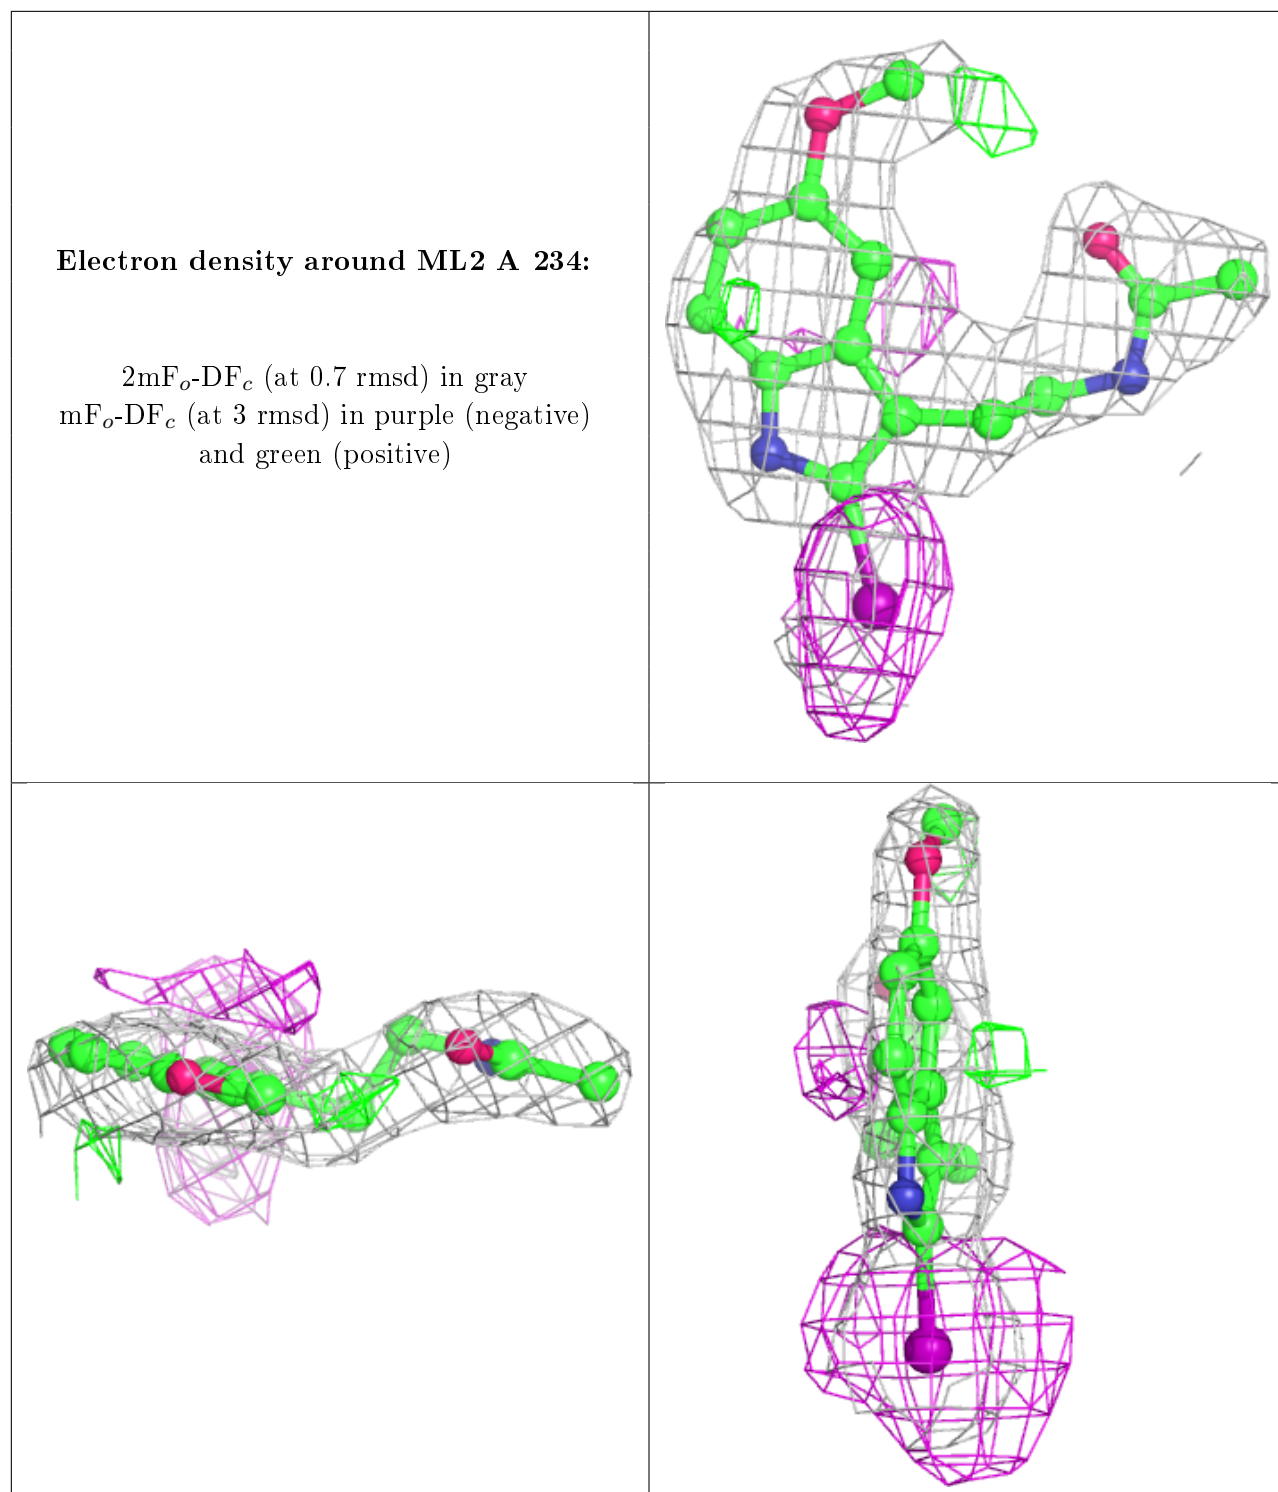 Electron density around ML2 A 234:
2mFₒ-DF𝒸 (at 0.7 rmsd) in gray
mFₒ-DF𝒸 (at 3 rmsd) in purple (negative)
and green (positive)